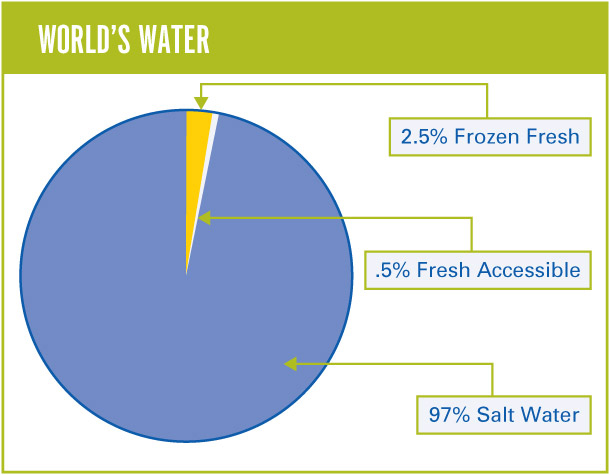 WORLD'S WATER
2.5% Frozen Fresh
.5% Fresh Accessible
97% Salt Water